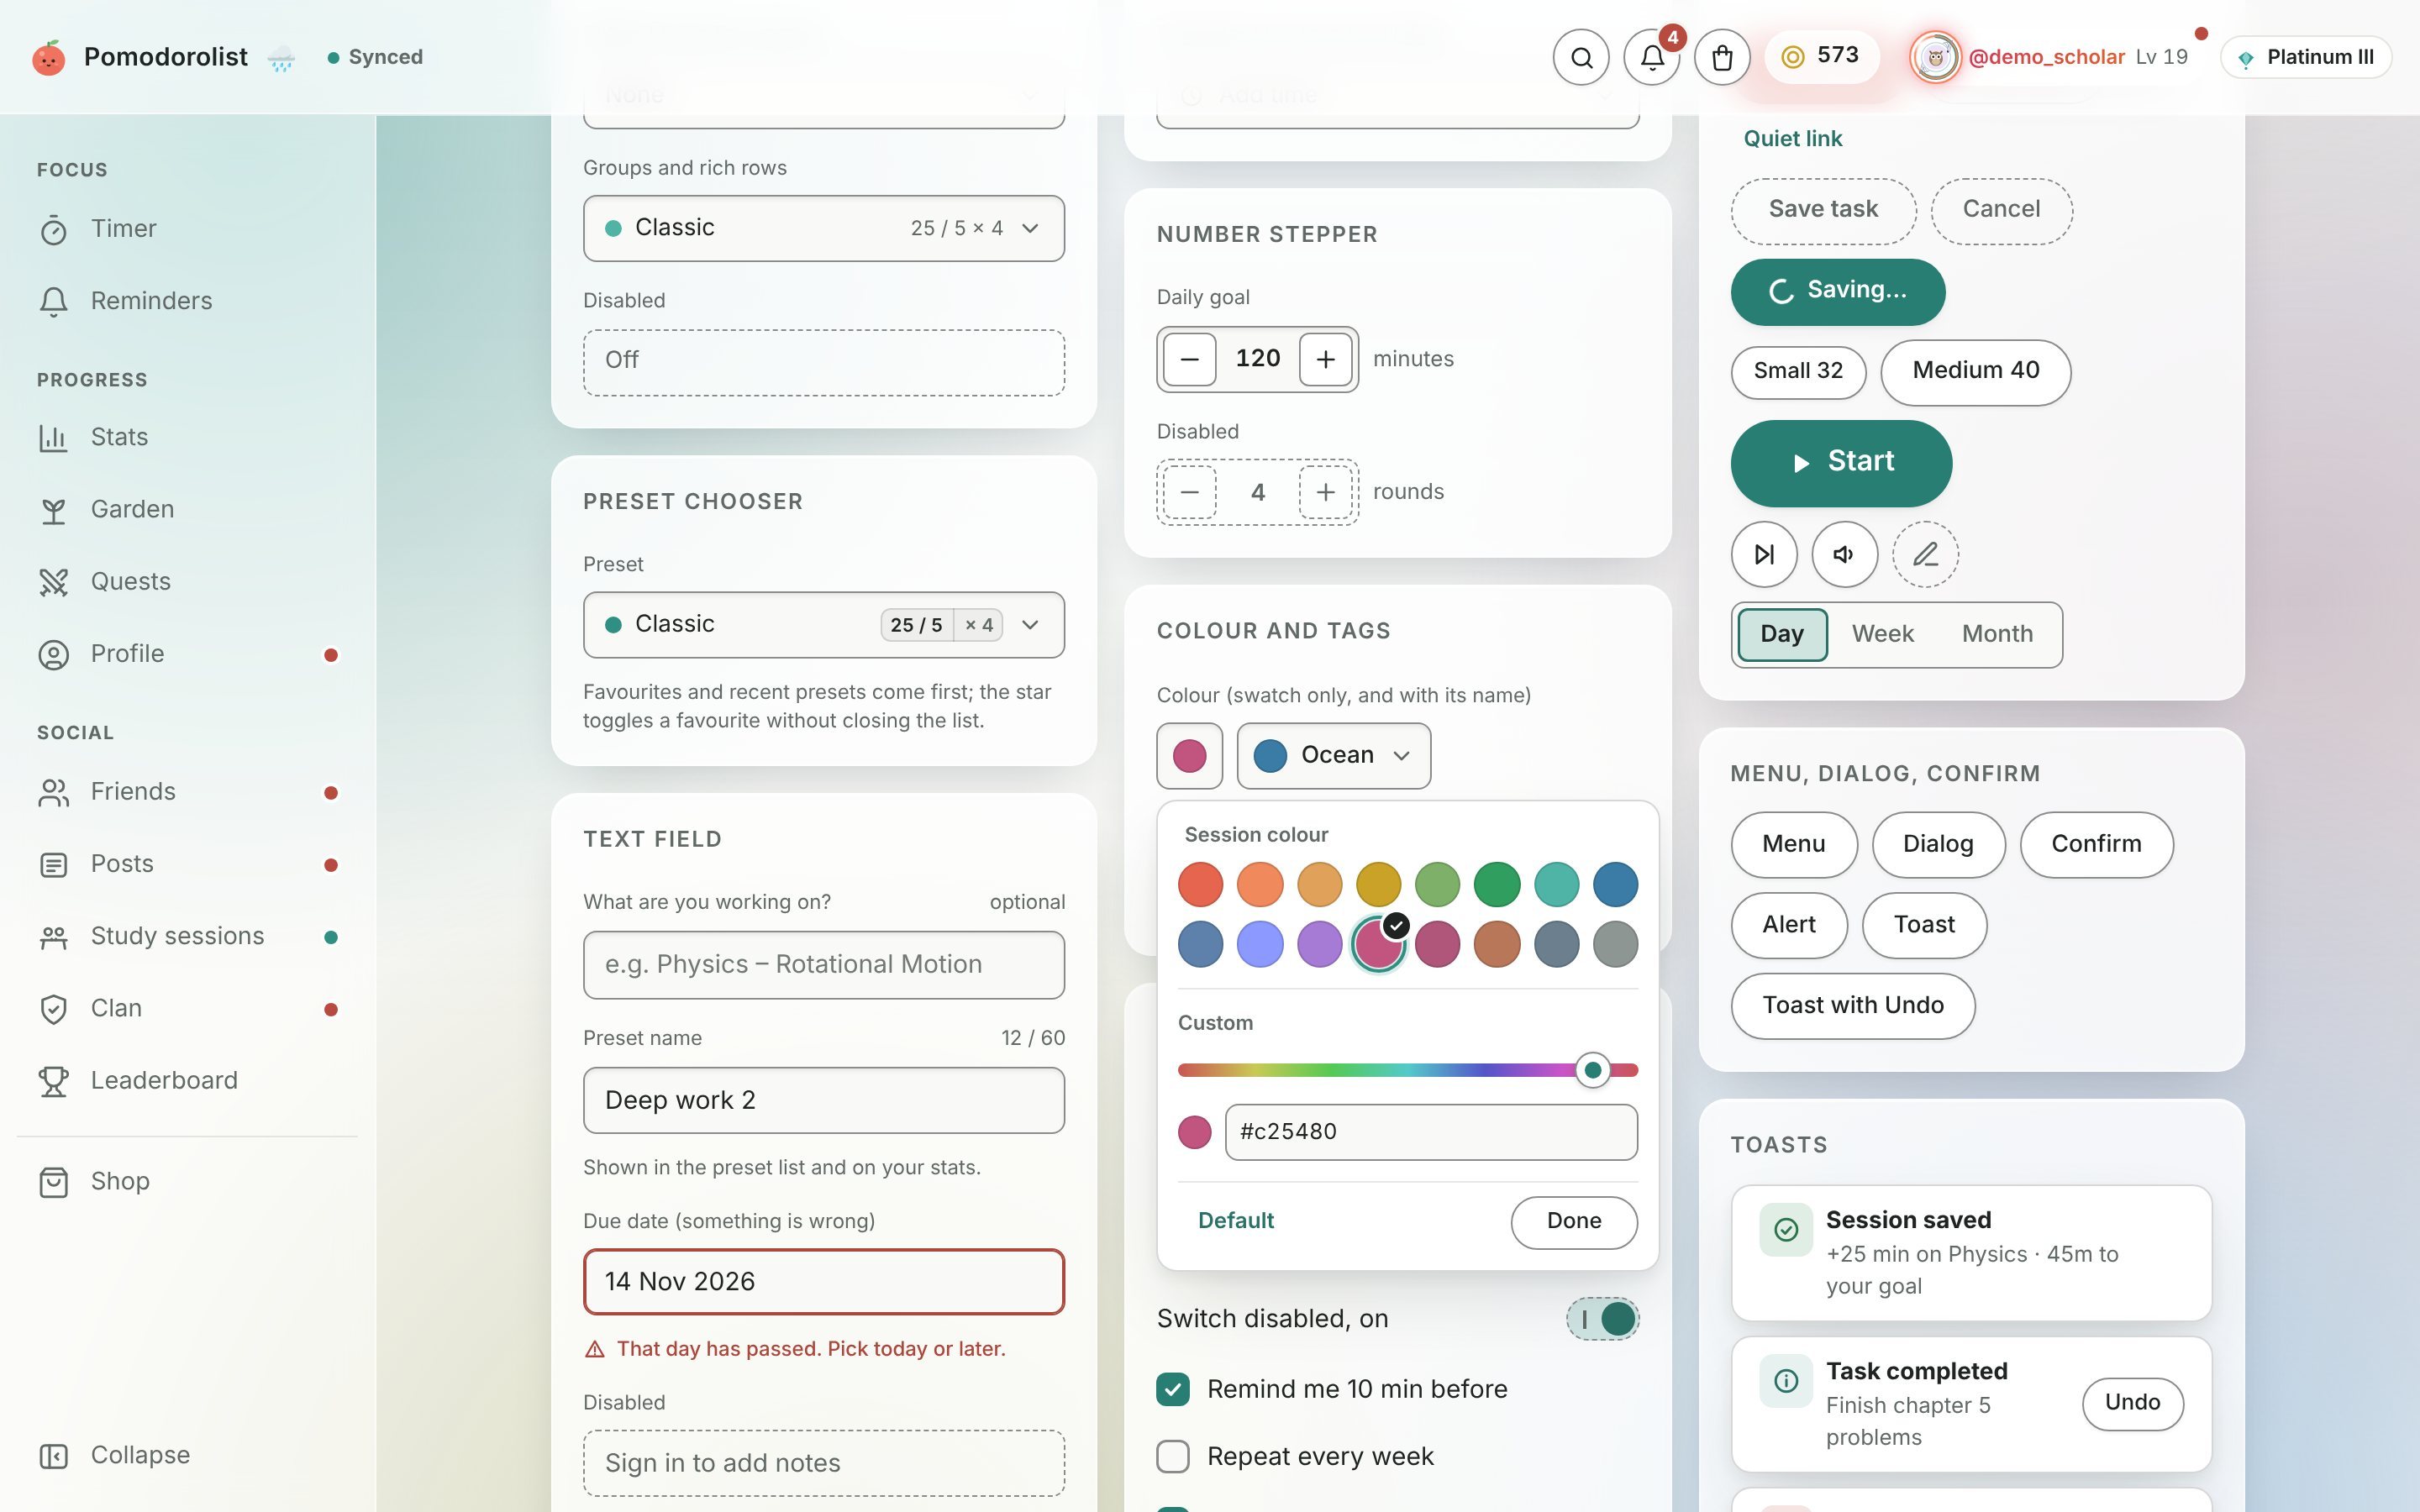 Pomodorolist
Synced
4
573
@demo_scholar Lv 19
Platinum III
FOCUS
Timer
Reminders
PROGRESS
Stats
Garden
Quests
Profile
SOCIAL
Friends
Posts
Study sessions
Clan
Leaderboard
Shop
Collapse
None
Groups and rich rows
Classic 25 / 5 × 4
Disabled
Off
PRESET CHOOSER
Preset
Classic 25 / 5 × 4
Favourites and recent presets come first; the star
toggles a favourite without closing the list.
TEXT FIELD
What are you working on? optional
e.g. Physics – Rotational Motion
Preset name 12 / 60
Deep work 2
Shown in the preset list and on your stats.
Due date (something is wrong)
14 Nov 2026
That day has passed. Pick today or later.
Disabled
Sign in to add notes
Add time
NUMBER STEPPER
Daily goal
− 120 + minutes
Disabled
− 4 + rounds
COLOUR AND TAGS
Colour (swatch only, and with its name)
Ocean
Session colour
Custom
#c25480
Default Done
Switch disabled, on
Remind me 10 min before
Repeat every week
Quiet link
Save task Cancel
Saving...
Small 32 Medium 40
Start
Day Week Month
MENU, DIALOG, CONFIRM
Menu Dialog Confirm
Alert Toast
Toast with Undo
TOASTS
Session saved
+25 min on Physics · 45m to
your goal
Task completed
Finish chapter 5
problems
Undo